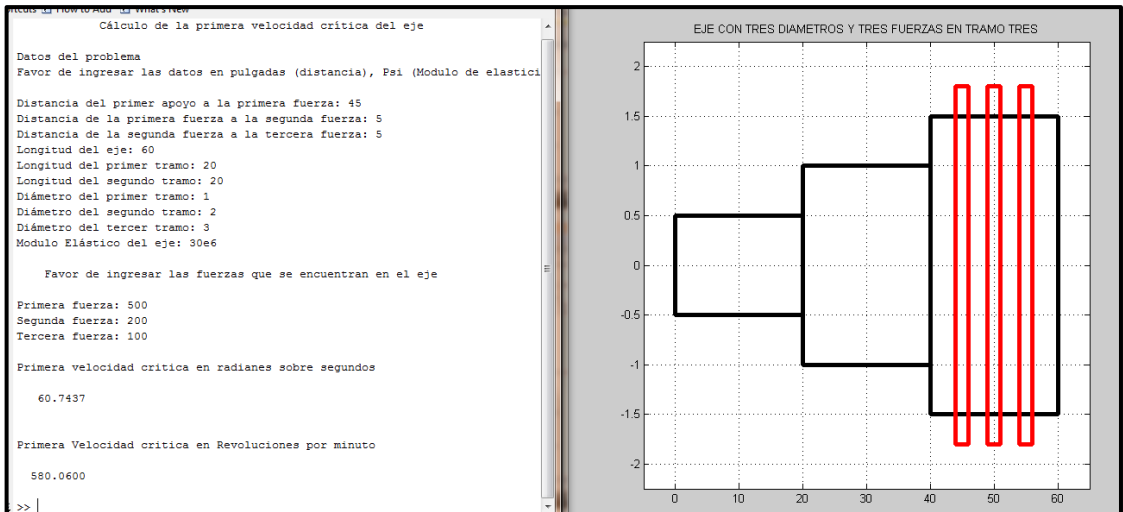 How to Add What's New
Cálculo de la primera velocidad crítica del eje
Datos del problema
Favor de ingresar las datos en pulgadas (distancia), Psi (Modulo de elastici
Distancia del primer apoyo a la primera fuerza: 45
Distancia de la primera fuerza a la segunda fuerza: 5
Distancia de la segunda fuerza a la tercera fuerza: 5
Longitud del eje: 60
Longitud del primer tramo: 20
Longitud del segundo tramo: 20
Diámetro del primer tramo: 1
Diámetro del segundo tramo: 2
Diámetro del tercer tramo: 3
Modulo Elástico del eje: 30e6
Favor de ingresar las fuerzas que se encuentran en el eje
Primera fuerza: 500
Segunda fuerza: 200
Tercera fuerza: 100
Primera velocidad critica en radianes sobre segundos
60.7437
Primera Velocidad critica en Revoluciones por minuto
580.0600
>>
EJE CON TRES DIAMETROS Y TRES FUERZAS EN TRAMO TRES
2
1.5
1
0.5
0
-0.5
-1
-1.5
-2
0 10 20 30 40 50 60